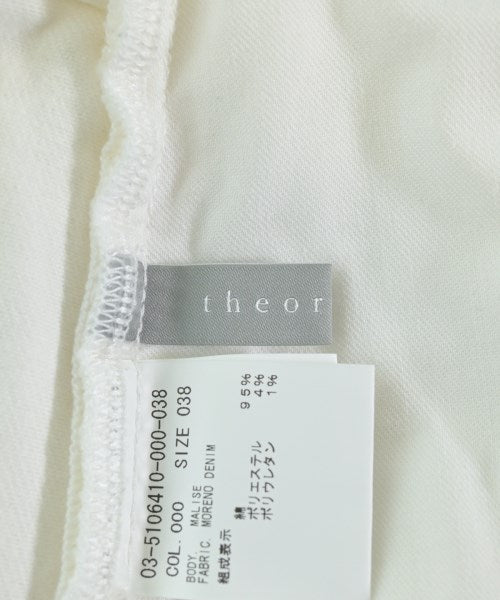 theor
03-5106410-000-038
COL. 000 SIZE 038
BODY. MALISE
FABRIC. MORENO DENIM
組成表示
綿 95%
ポリエステル 4%
ポリウレタン 1%